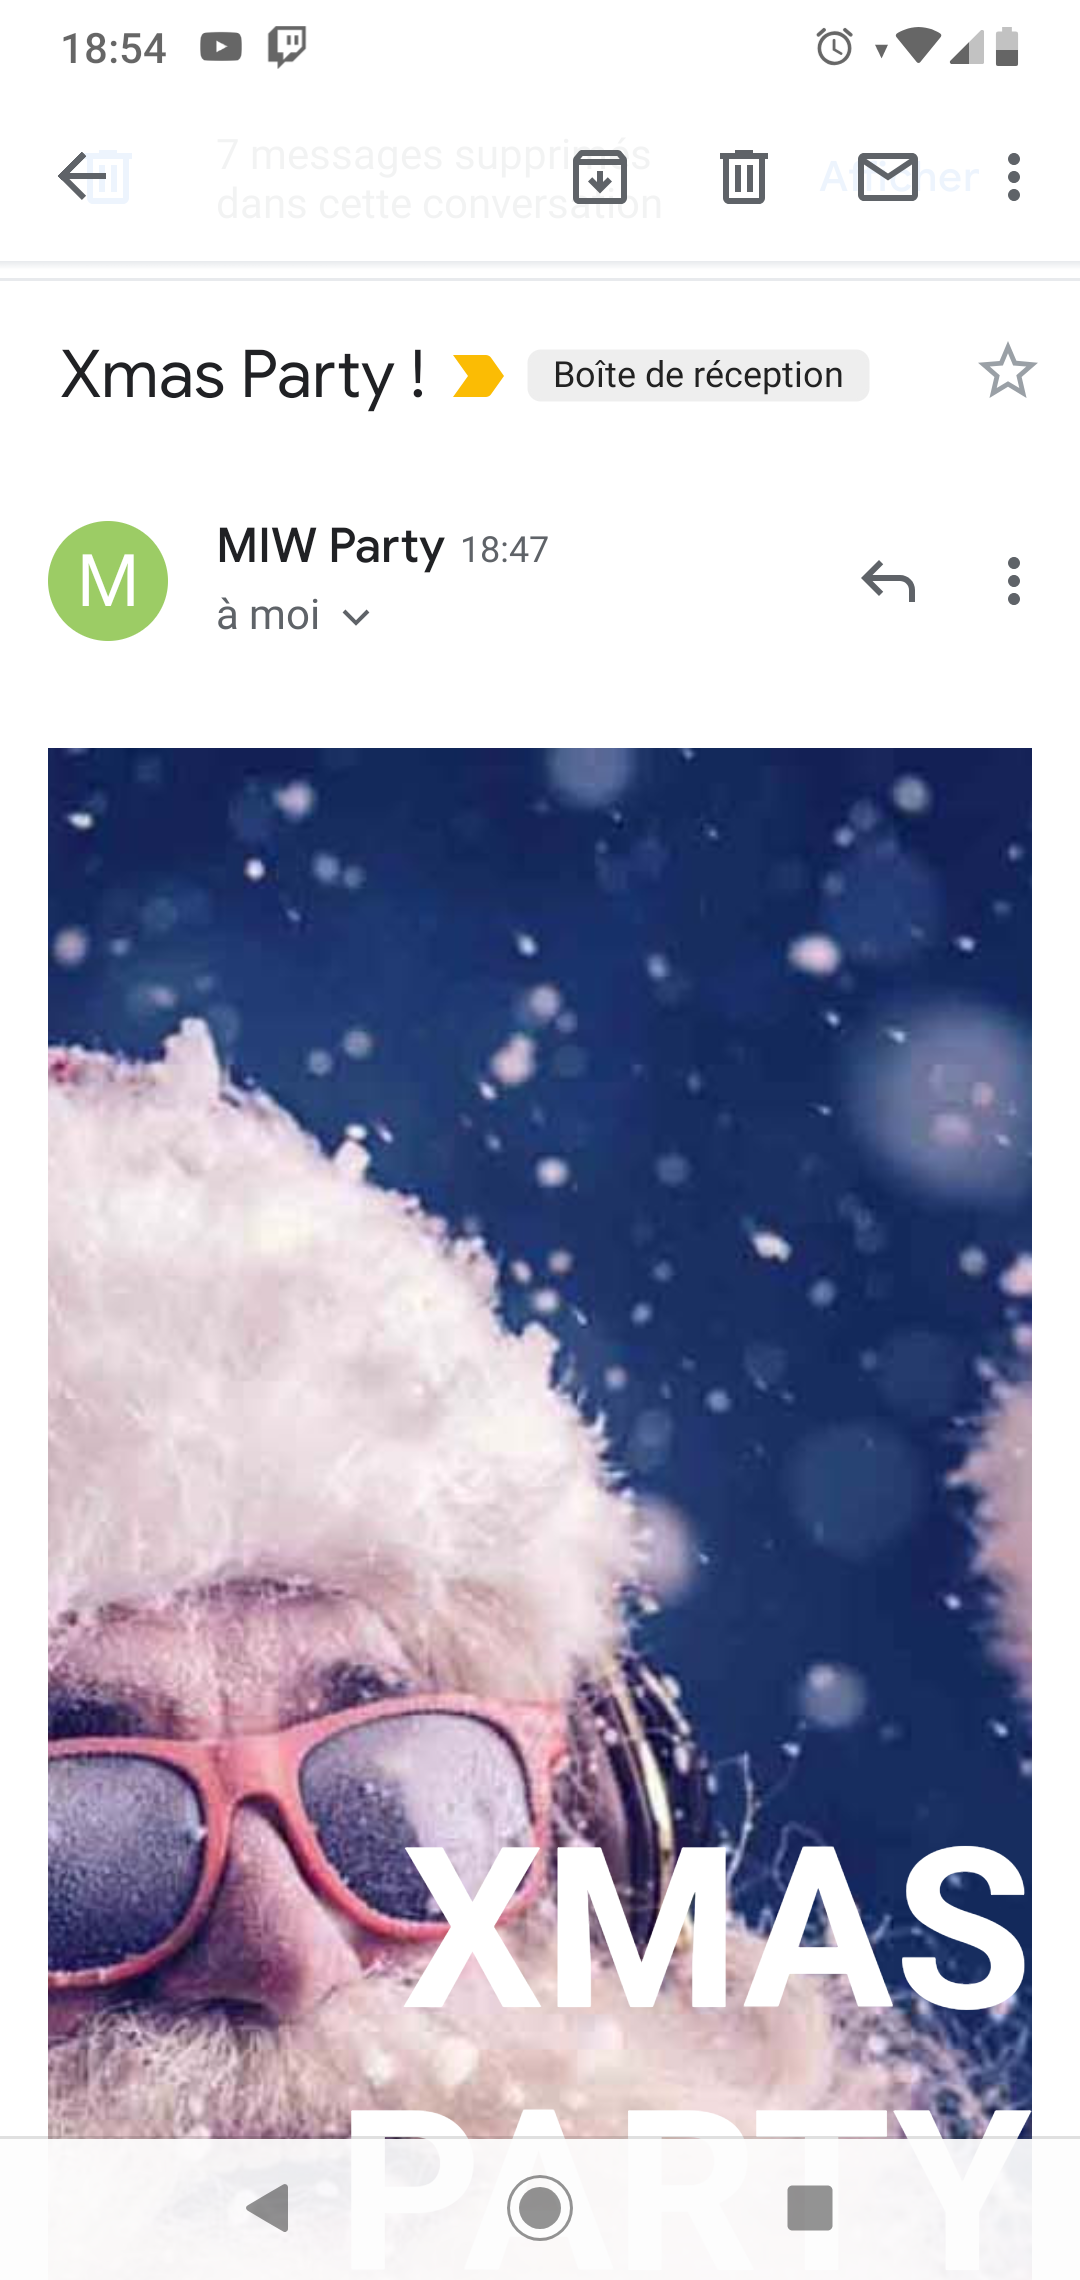 18:54
7 messages supprimés
dans cette conversation
Afficher
Xmas Party !
Boîte de réception
M
MIW Party 18:47
à moi
XMAS
PARTY